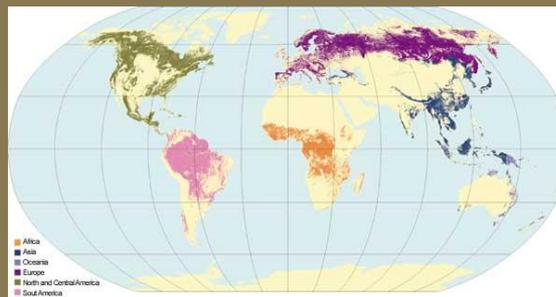 Africa
Asia
Oceania
Europe
North and Central America
Sout America